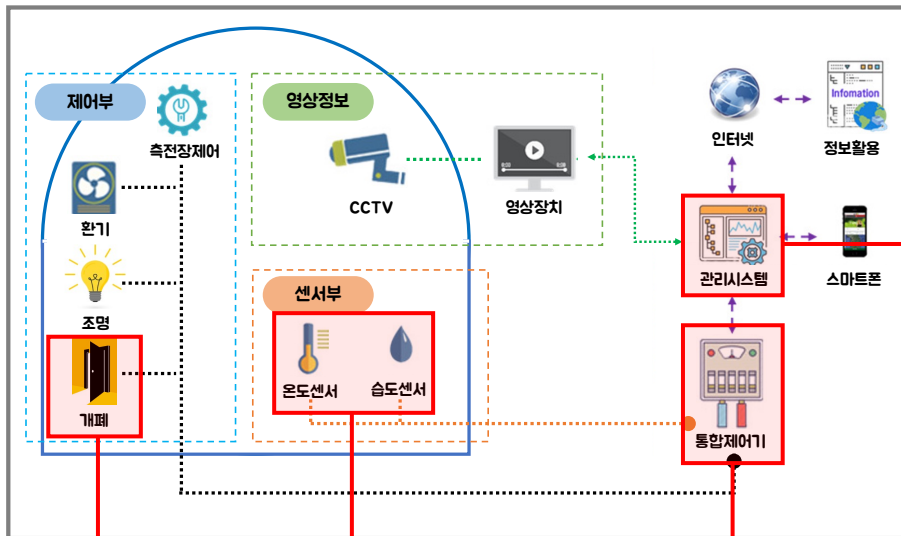 제어부
측전장제어
환기
조명
개폐
영상정보
CCTV
영상장치
센서부
온도센서
습도센서
인터넷
Infomation
정보활용
관리시스템
스마트폰
통합제어기